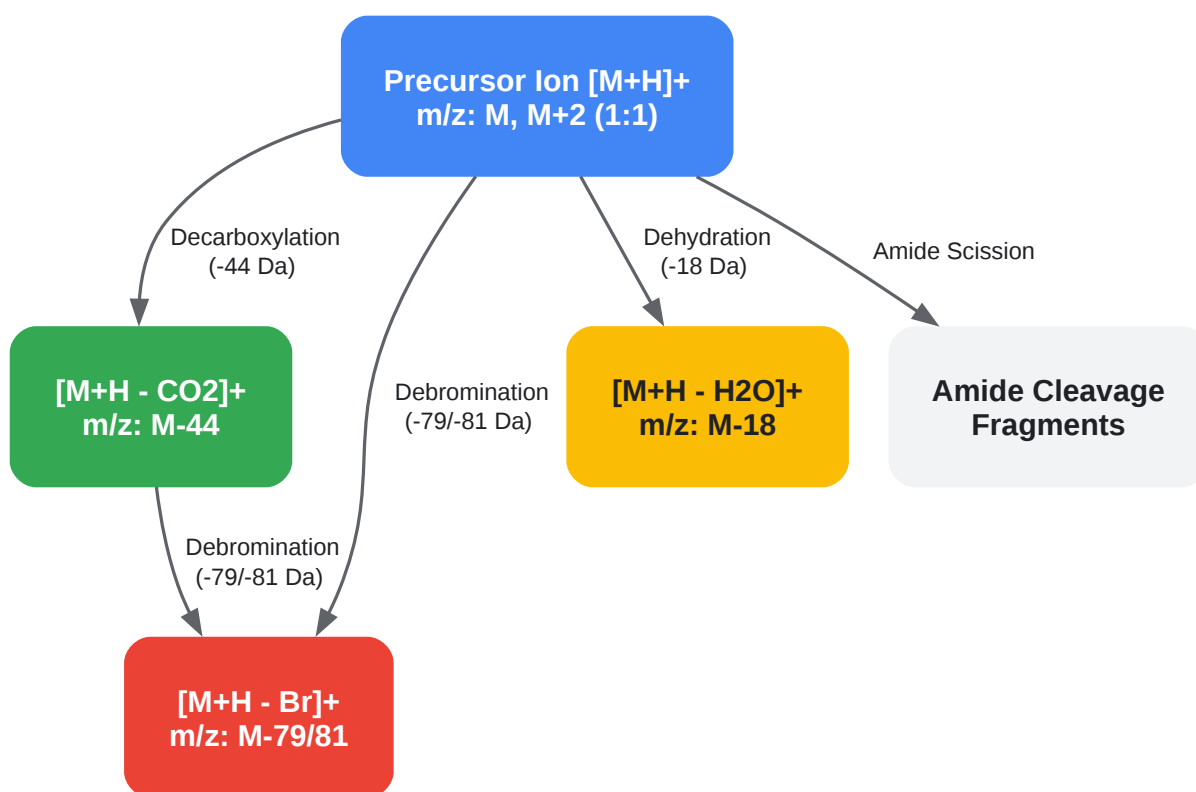 Precursor Ion [M+H]+
m/z: M, M+2 (1:1)
Decarboxylation
(-44 Da)
Dehydration
(-18 Da)
Amide Scission
[M+H - CO2]+
m/z: M-44
Debromination
(-79/-81 Da)
[M+H - H2O]+
m/z: M-18
Amide Cleavage
Fragments
Debromination
(-79/-81 Da)
[M+H - Br]+
m/z: M-79/81